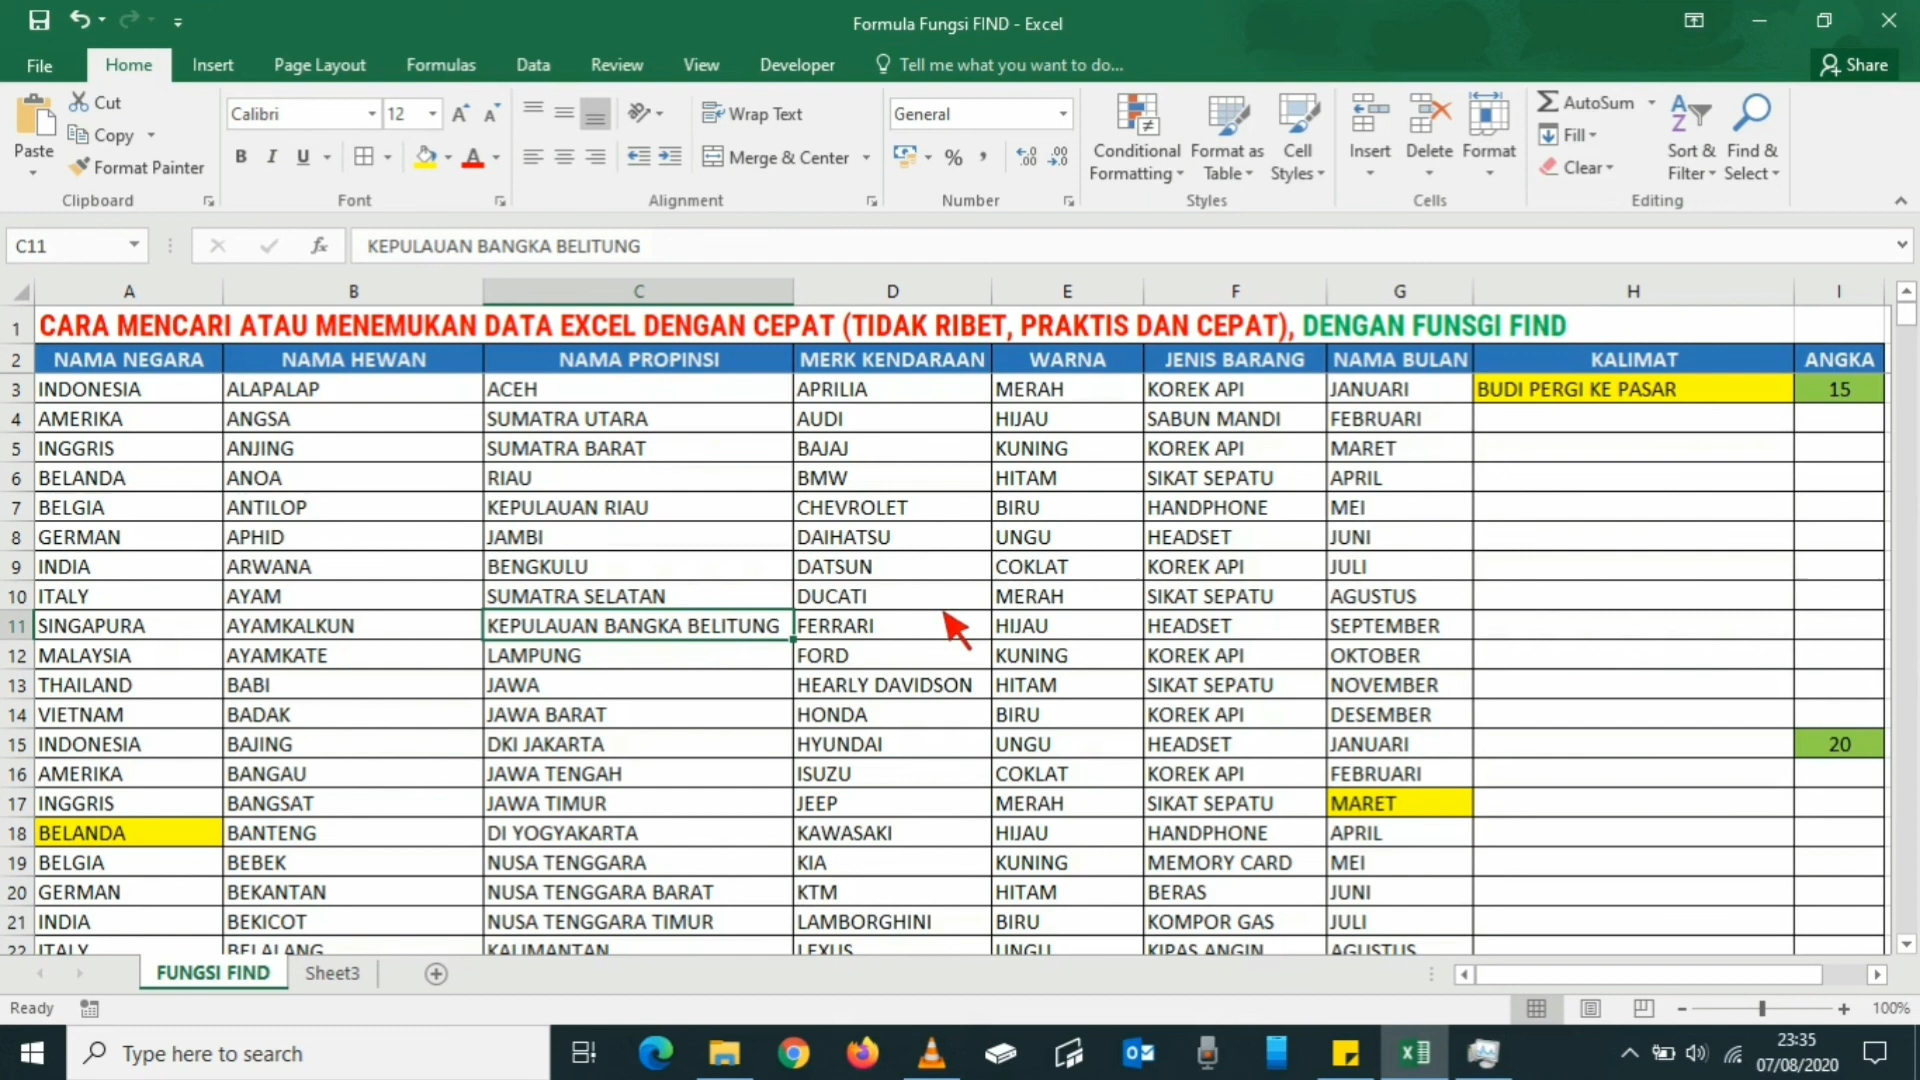 Formula Fungsi FIND - Excel
File Home Insert Page Layout Formulas Data Review View Developer Tell me what you want to do... Share
Paste
Cut
Copy
Format Painter
Clipboard
Calibri 12
B I U
Font
Wrap Text
Merge & Center
Alignment
General
%
Number
Conditional Formatting
Format as Table
Cell Styles
Styles
Insert
Delete
Format
Cells
AutoSum
Fill
Clear
Sort & Filter
Find & Select
Editing
C11 fx KEPULAUAN BANGKA BELITUNG
A B C D E F G H I
1 CARA MENCARI ATAU MENEMUKAN DATA EXCEL DENGAN CEPAT (TIDAK RIBET, PRAKTIS DAN CEPAT), DENGAN FUNSGI FIND
2 NAMA NEGARA NAMA HEWAN NAMA PROPINSI MERK KENDARAAN WARNA JENIS BARANG NAMA BULAN KALIMAT ANGKA
3 INDONESIA ALAPALAP ACEH APRILIA MERAH KOREK API JANUARI BUDI PERGI KE PASAR 15
4 AMERIKA ANGSA SUMATRA UTARA AUDI HIJAU SABUN MANDI FEBRUARI
5 INGGRIS ANJING SUMATRA BARAT BAJAJ KUNING KOREK API MARET
6 BELANDA ANOA RIAU BMW HITAM SIKAT SEPATU APRIL
7 BELGIA ANTILOP KEPULAUAN RIAU CHEVROLET BIRU HANDPHONE MEI
8 GERMAN APHID JAMBI DAIHATSU UNGU HEADSET JUNI
9 INDIA ARWANA BENGKULU DATSUN COKLAT KOREK API JULI
10 ITALY AYAM SUMATRA SELATAN DUCATI MERAH SIKAT SEPATU AGUSTUS
11 SINGAPURA AYAMKALKUN KEPULAUAN BANGKA BELITUNG FERRARI HIJAU HEADSET SEPTEMBER
12 MALAYSIA AYAMKATE LAMPUNG FORD KUNING KOREK API OKTOBER
13 THAILAND BABI JAWA HEARLY DAVIDSON HITAM SIKAT SEPATU NOVEMBER
14 VIETNAM BADAK JAWA BARAT HONDA BIRU KOREK API DESEMBER
15 INDONESIA BAJING DKI JAKARTA HYUNDAI UNGU HEADSET JANUARI 20
16 AMERIKA BANGAU JAWA TENGAH ISUZU COKLAT KOREK API FEBRUARI
17 INGGRIS BANGSAT JAWA TIMUR JEEP MERAH SIKAT SEPATU MARET
18 BELANDA BANTENG DI YOGYAKARTA KAWASAKI HIJAU HANDPHONE APRIL
19 BELGIA BEBEK NUSA TENGGARA KIA KUNING MEMORY CARD MEI
20 GERMAN BEKANTAN NUSA TENGGARA BARAT KTM HITAM BERAS JUNI
21 INDIA BEKICOT NUSA TENGGARA TIMUR LAMBORGHINI BIRU KOMPOR GAS JULI
22 ITALY BELALANG KALIMANTAN LEXUS UNGU KIPAS ANGIN AGUSTUS
FUNGSI FIND Sheet3
Ready 100%
Type here to search
23:35
07/08/2020